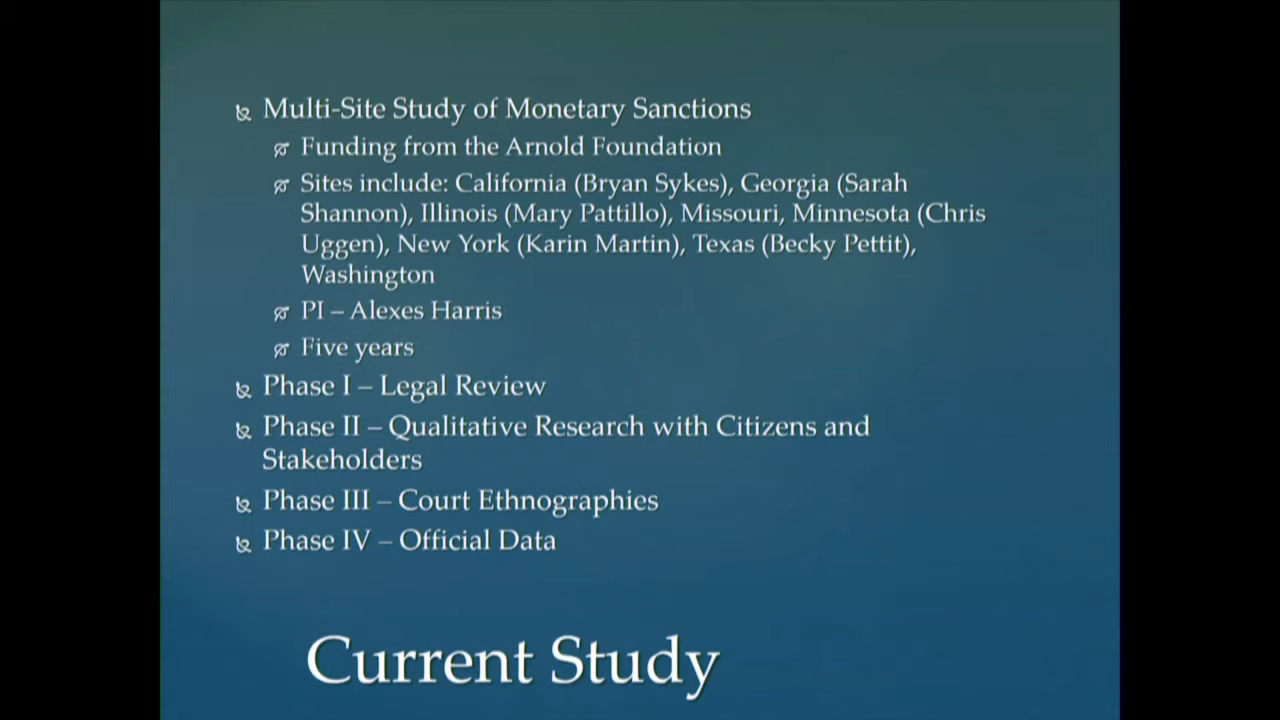 Multi-Site Study of Monetary Sanctions
Funding from the Arnold Foundation
Sites include: California (Bryan Sykes), Georgia (Sarah
Shannon), Illinois (Mary Pattillo), Missouri, Minnesota (Chris
Uggen), New York (Karin Martin), Texas (Becky Pettit),
Washington
PI – Alexes Harris
Five years
Phase I – Legal Review
Phase II – Qualitative Research with Citizens and
Stakeholders
Phase III – Court Ethnographies
Phase IV – Official Data
Current Study